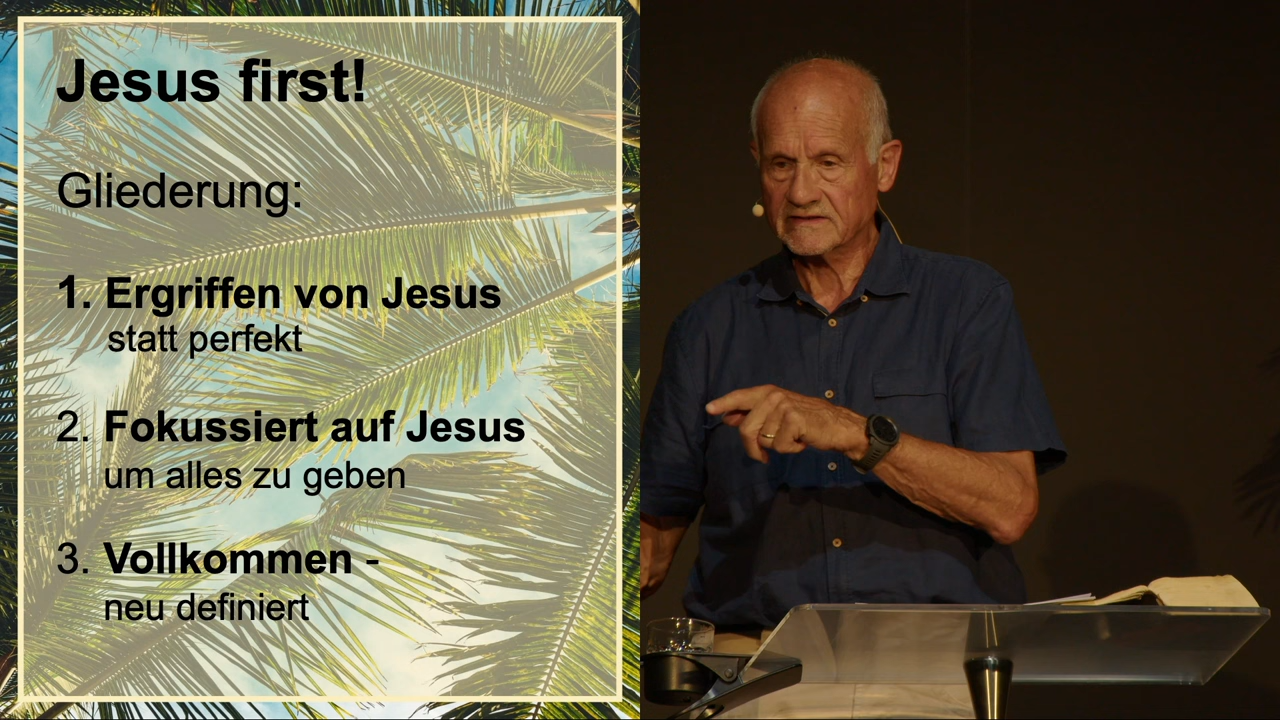 Jesus first!
Gliederung:
1. Ergriffen von Jesus
statt perfekt
2. Fokussiert auf Jesus
um alles zu geben
3. Vollkommen -
neu definiert